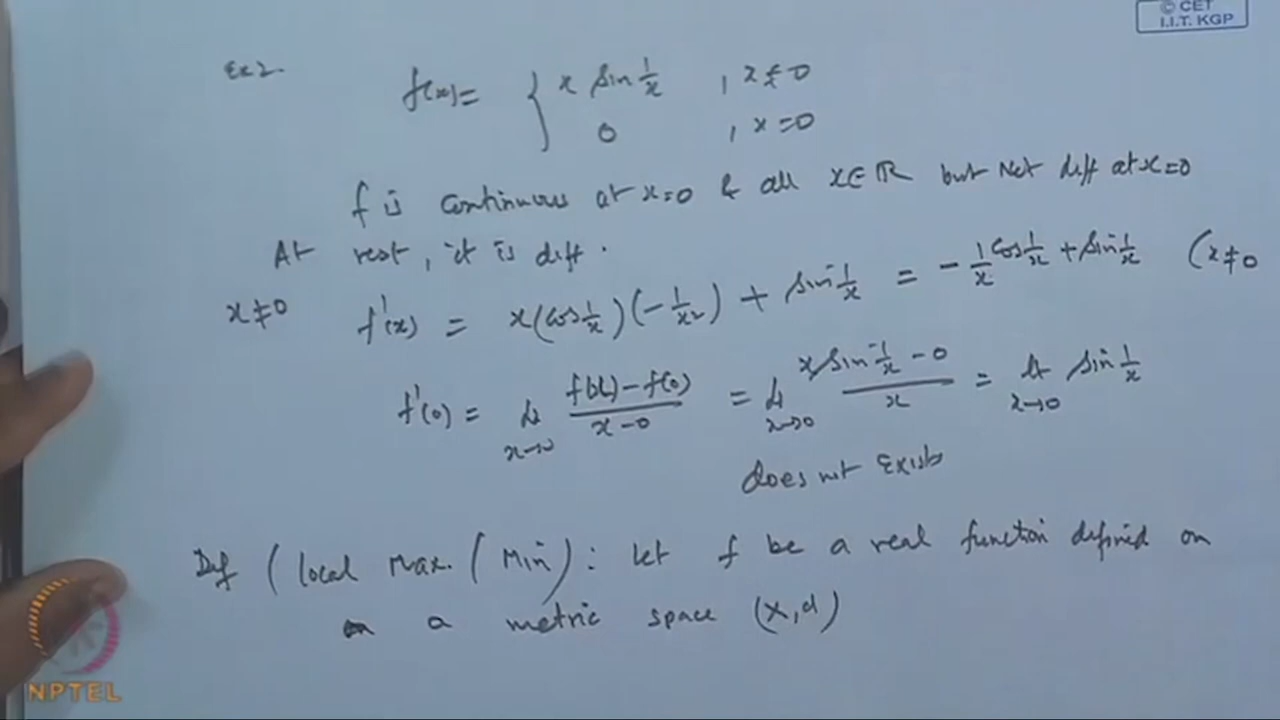 © CET
I.I.T. KGP
Ex 2. f(x) = { x sin 1/x , x ≠ 0
0 , x = 0
f is continuous at x=0 & all x ∈ ℝ but Not diff at x=0
At rest, it is diff.
x ≠ 0 f'(x) = x(cos 1/x)(-1/x²) + sin 1/x = -1/x cos 1/x + sin 1/x (x ≠ 0
f'(0) = lt x→0 f(x)-f(0)/x-0 = lt x→0 x sin 1/x - 0/x = lt x→0 sin 1/x
does not exists
Def (local Max. / Min) : Let f be a real function defined on
a metric space (X,d)
NPTEL